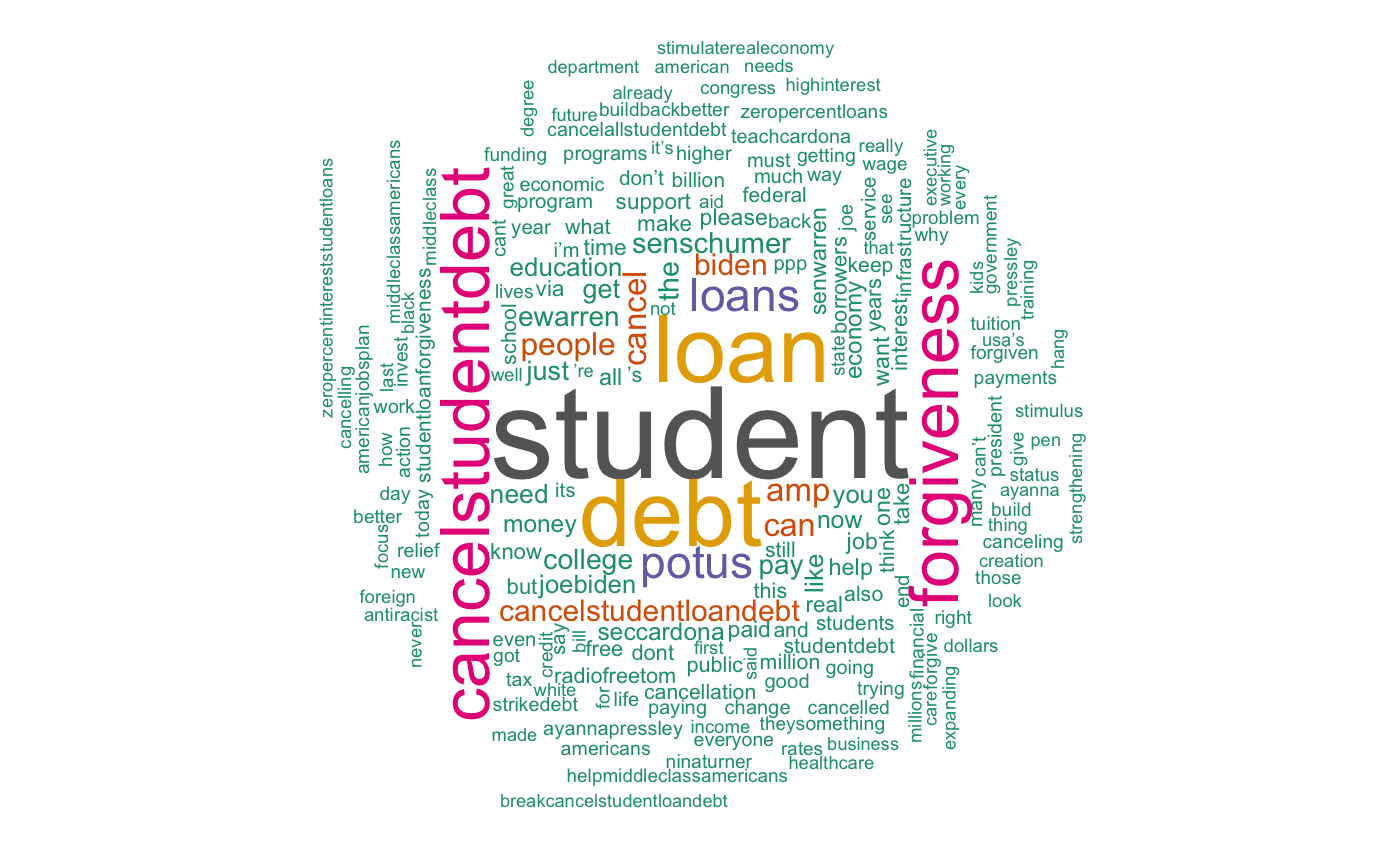 stimulaterealeconomy
department american needs
already congress highinterest
degree
future buildbackbetter zeropercentloans
cancelallstudentdebt teachcardona
funding programs it’s higher must getting really
wage
executive
working
every
much way
great economic don’t billion federal
program support aid
service
see
problem
cant year what make please back
joe
that
why
i’m time senschumer
senwarren
borrowers
infrastructure
education cancel the biden ppp keep
lives via get not loans
state
economy
want
years
interest
school ewarren
people loan
well just ’re all ’s
zeropercentintereststudentloans
middleclassamericans
middleclass
black
invest
last
americanjobsplan
cancelling
how
action
work
studentloanforgiveness
cancelstudentdebt
student
forgiveness
kids
government
pressley
training
tuition
usa’s
forgiven
hang
payments
stimulus
president
can’t
give
pen
many
status
ayanna
strengthening
build
thing
canceling
creation
those
look
day
better
today
focus
relief
new
foreign
antiracist
never
need its debt amp you
one
take
money can now
know college potus still pay like help job think
but joebiden this also end
cancelstudentloandebt real
seccardona paid and students right
even credit say bill free dont first studentdebt dollars
financial
got radiofreetom public said million going
forgive
care
millions
expanding
tax white for life cancellation good trying
strikedebt paying change cancelled
made ayannapressley income theysomething
americans everyone rates business
ninaturner healthcare
helpmiddleclassamericans
breakcancelstudentloandebt